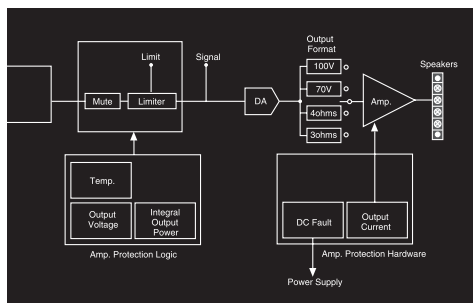 Output
Format
Limit
Signal
Speakers
100V
70V
Mute
Limiter
DA
Amp.
4ohms
3ohms
Temp.
Output
Voltage
Integral
Output
Power
DC Fault
Output
Current
Amp. Protection Logic
Amp. Protection Hardware
Power Supply